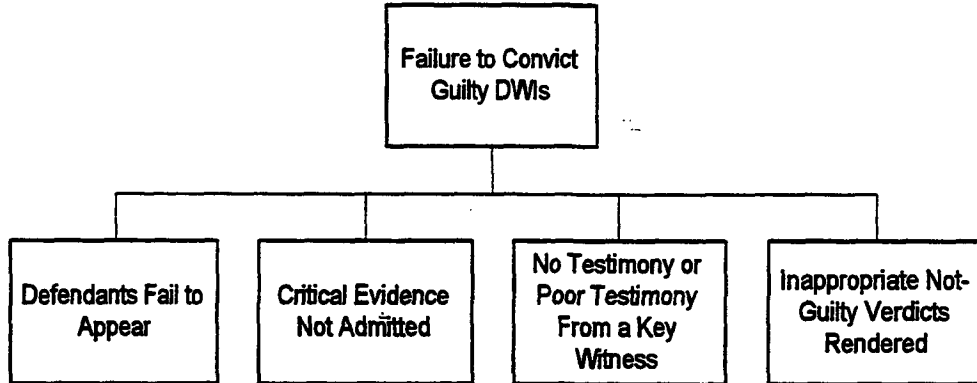 Failure to Convict
Guilty DWIs
Defendants Fail to
Appear
Critical Evidence
Not Admitted
No Testimony or
Poor Testimony
From a Key
Witness
Inappropriate Not-
Guilty Verdicts
Rendered